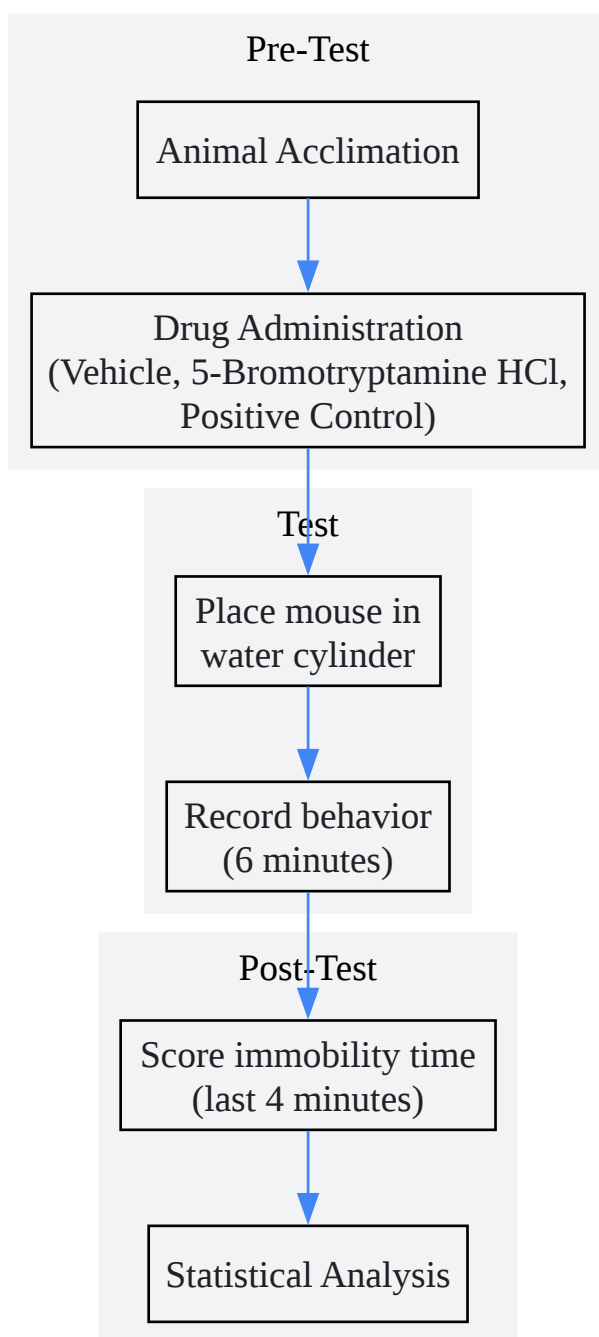 Pre-Test
Animal Acclimation
Drug Administration
(Vehicle, 5-Bromotryptamine HCl,
Positive Control)
Test
Place mouse in
water cylinder
Record behavior
(6 minutes)
Post-Test
Score immobility time
(last 4 minutes)
Statistical Analysis